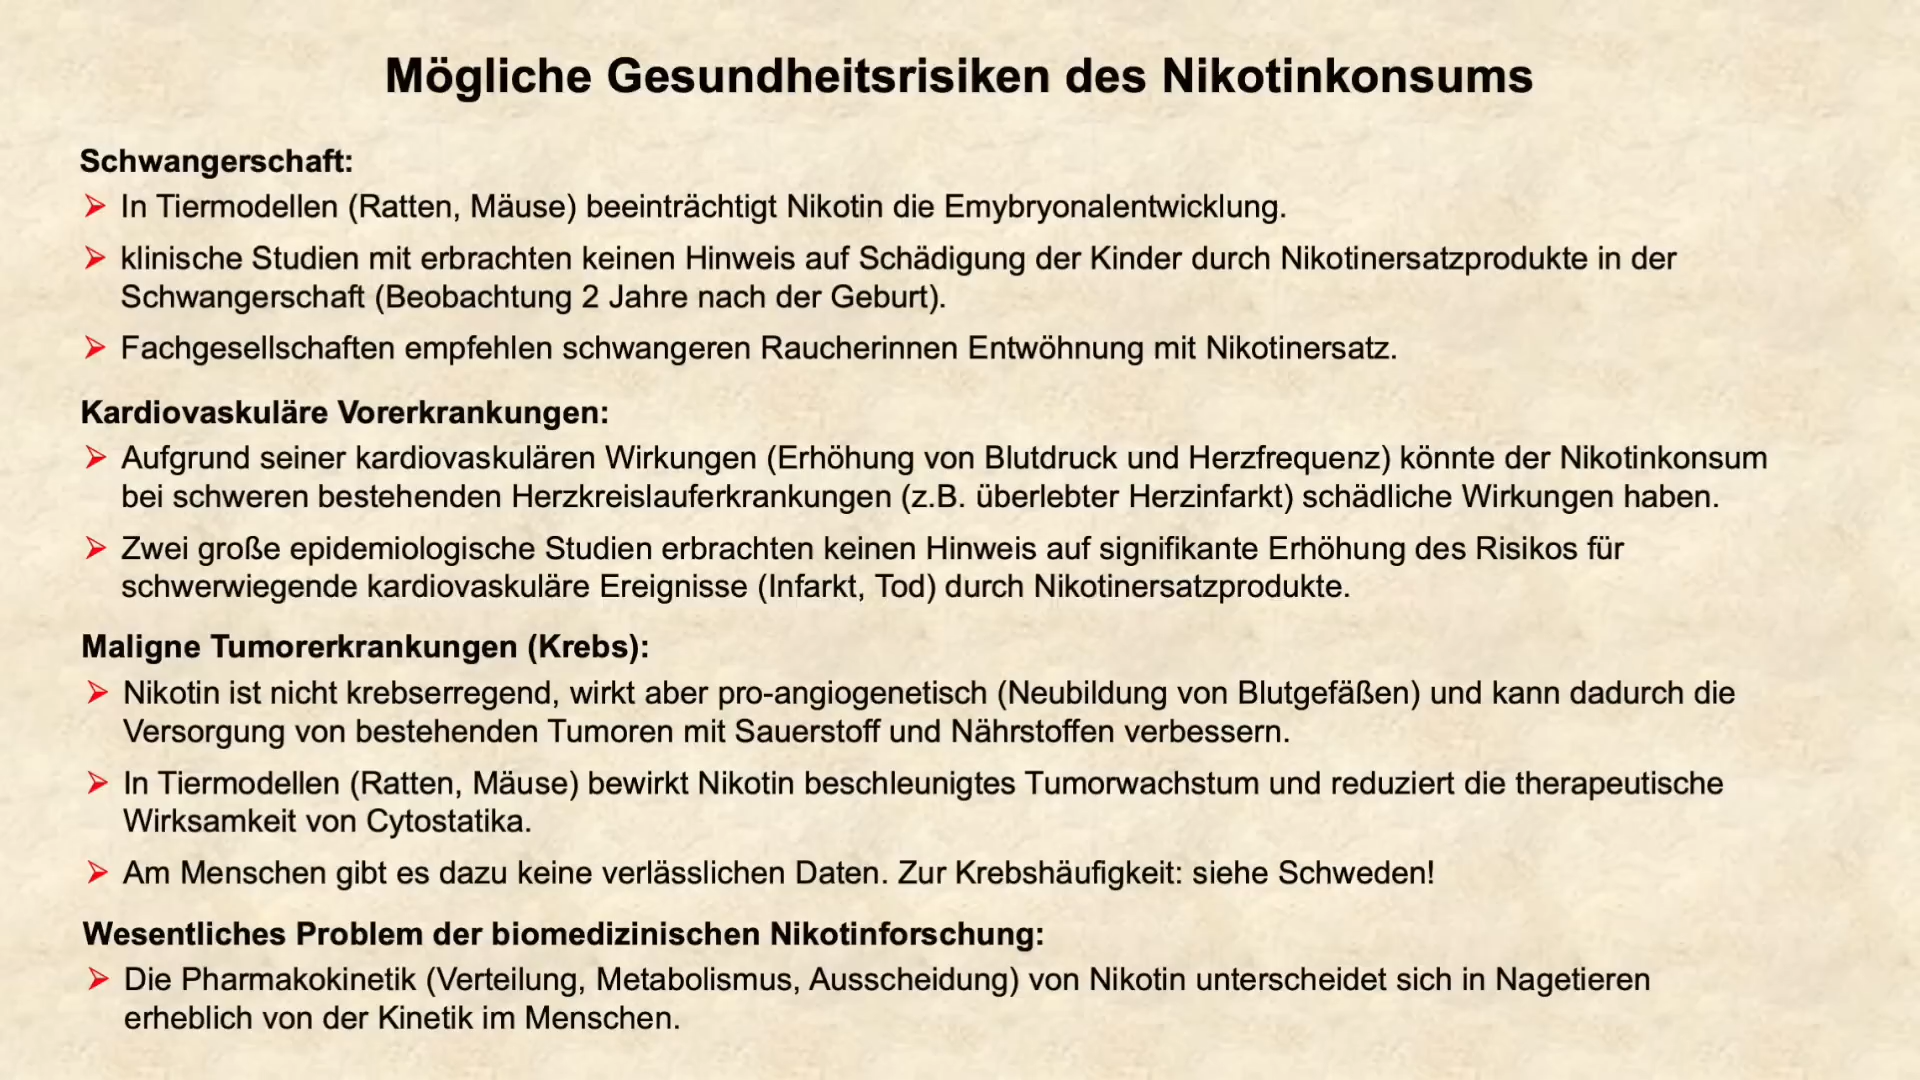 Mögliche Gesundheitsrisiken des Nikotinkonsums
Schwangerschaft:
In Tiermodellen (Ratten, Mäuse) beeinträchtigt Nikotin die Emybryonalentwicklung.
klinische Studien mit erbrachten keinen Hinweis auf Schädigung der Kinder durch Nikotinersatzprodukte in der
Schwangerschaft (Beobachtung 2 Jahre nach der Geburt).
Fachgesellschaften empfehlen schwangeren Raucherinnen Entwöhnung mit Nikotinersatz.
Kardiovaskuläre Vorerkrankungen:
Aufgrund seiner kardiovaskulären Wirkungen (Erhöhung von Blutdruck und Herzfrequenz) könnte der Nikotinkonsum
bei schweren bestehenden Herzkreislauferkrankungen (z.B. überlebter Herzinfarkt) schädliche Wirkungen haben.
Zwei große epidemiologische Studien erbrachten keinen Hinweis auf signifikante Erhöhung des Risikos für
schwerwiegende kardiovaskuläre Ereignisse (Infarkt, Tod) durch Nikotinersatzprodukte.
Maligne Tumorerkrankungen (Krebs):
Nikotin ist nicht krebserregend, wirkt aber pro-angiogenetisch (Neubildung von Blutgefäßen) und kann dadurch die
Versorgung von bestehenden Tumoren mit Sauerstoff und Nährstoffen verbessern.
In Tiermodellen (Ratten, Mäuse) bewirkt Nikotin beschleunigtes Tumorwachstum und reduziert die therapeutische
Wirksamkeit von Cytostatika.
Am Menschen gibt es dazu keine verlässlichen Daten. Zur Krebshäufigkeit: siehe Schweden!
Wesentliches Problem der biomedizinischen Nikotinforschung:
Die Pharmakokinetik (Verteilung, Metabolismus, Ausscheidung) von Nikotin unterscheidet sich in Nagetieren
erheblich von der Kinetik im Menschen.